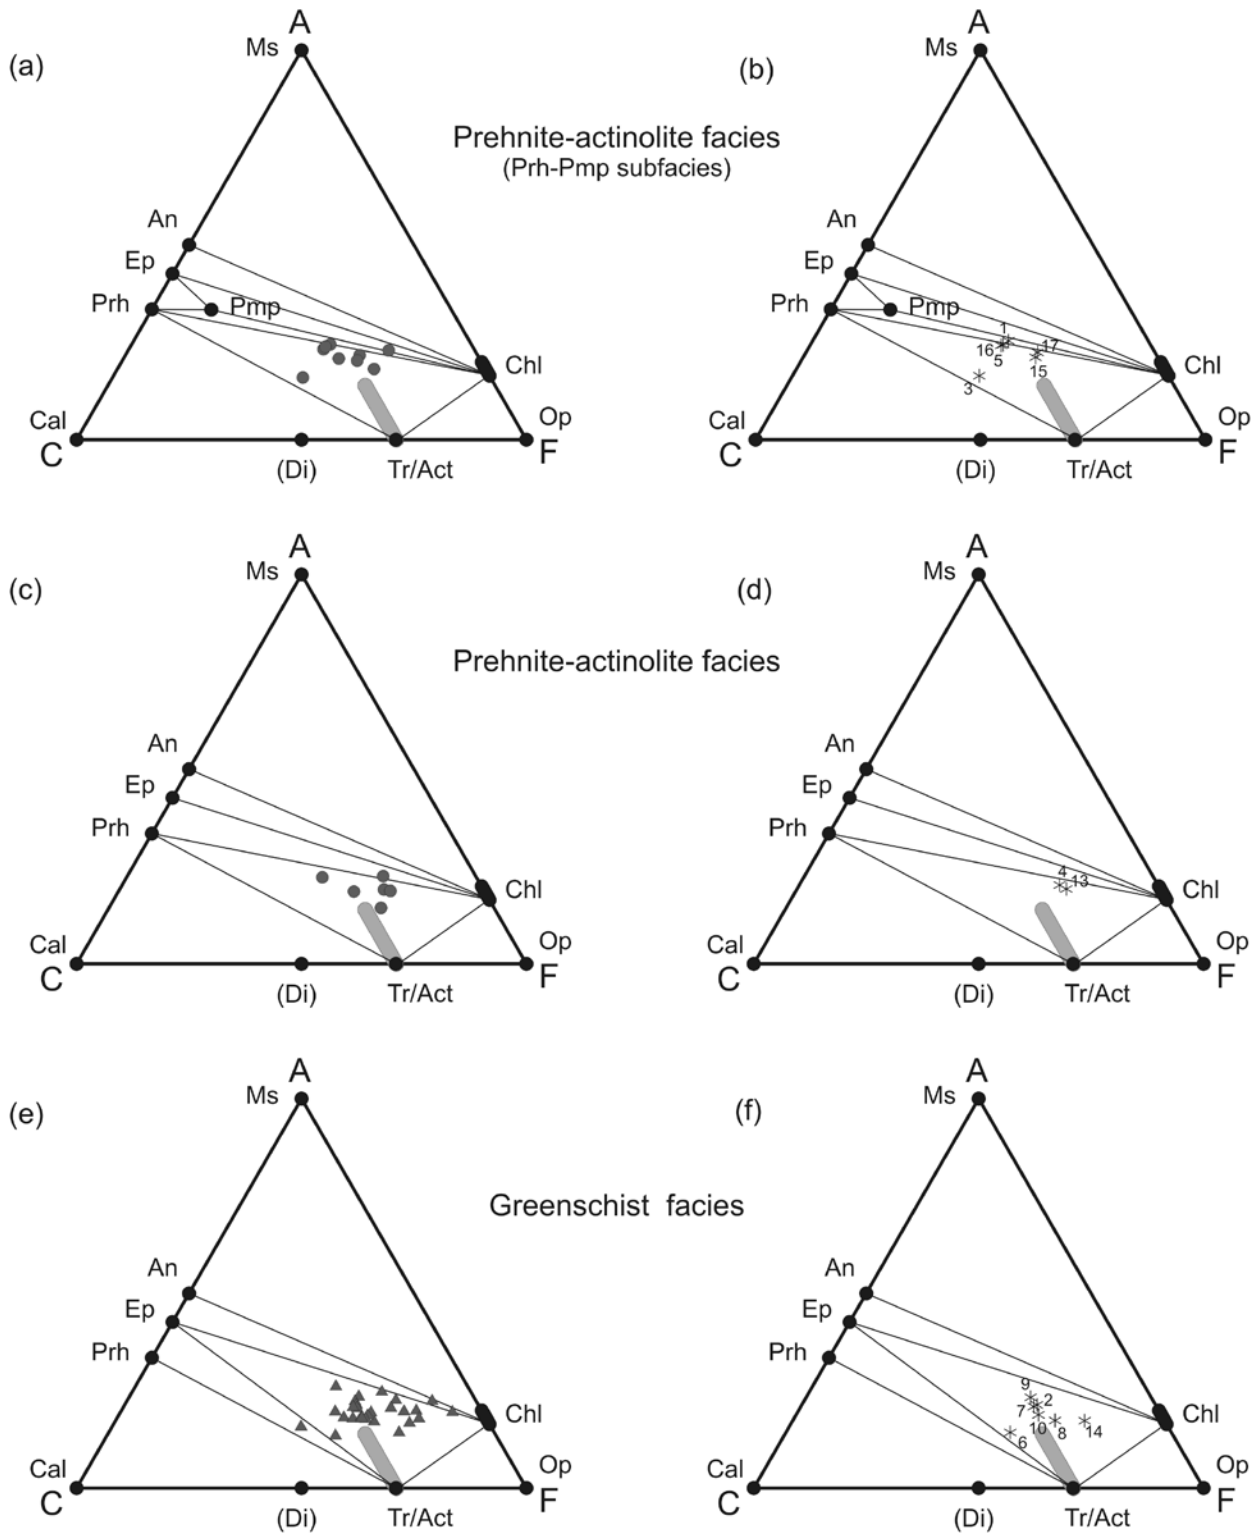 A
A
Ms
Ms
(a)
(b)
Prehnite-actinolite facies
(Prh-Pmp subfacies)
An
An
Ep
Ep
Prh
Pmp
Prh
Pmp
1
16
17
5
15
3
Chl
Chl
Cal
Op
Cal
Op
C
F
C
F
(Di)
Tr/Act
(Di)
Tr/Act
A
A
Ms
Ms
(c)
(d)
Prehnite-actinolite facies
An
An
Ep
Ep
Prh
Prh
4
13
Chl
Chl
Cal
Op
Cal
Op
C
F
C
F
(Di)
Tr/Act
(Di)
Tr/Act
A
A
Ms
Ms
(e)
(f)
Greenschist facies
An
An
Ep
Ep
Prh
Prh
9
2
7
10
8
14
6
Chl
Chl
Cal
Op
Cal
Op
C
F
C
F
(Di)
Tr/Act
(Di)
Tr/Act